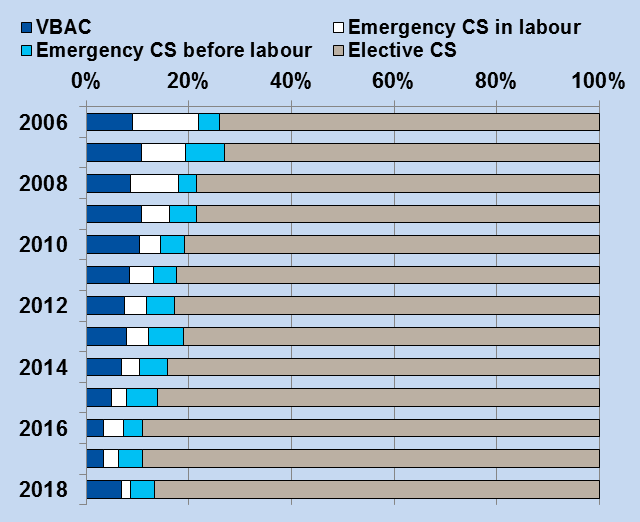 VBAC
Emergency CS in labour
Emergency CS before labour
Elective CS
0% 20% 40% 60% 80% 100%
2006
2008
2010
2012
2014
2016
2018